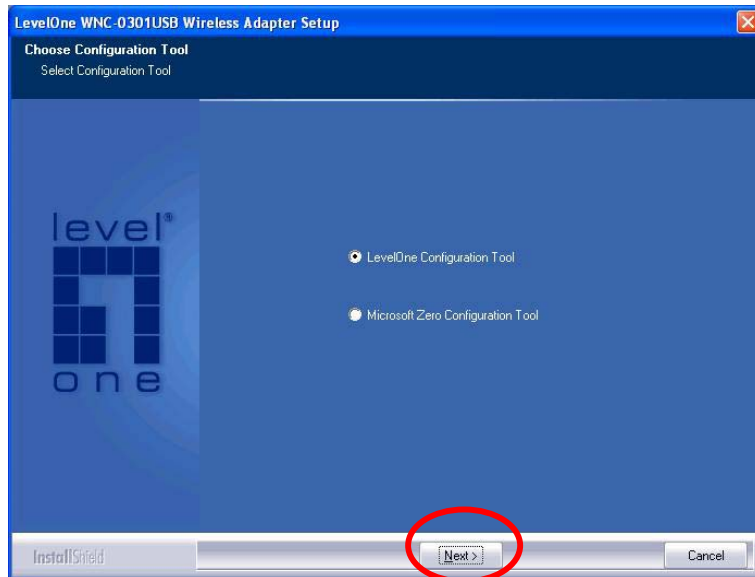 LevelOne WNC-0301USB Wireless Adapter Setup
Choose Configuration Tool
Select Configuration Tool
level®
one
LevelOne Configuration Tool
Microsoft Zero Configuration Tool
InstallShield
Next >
Cancel